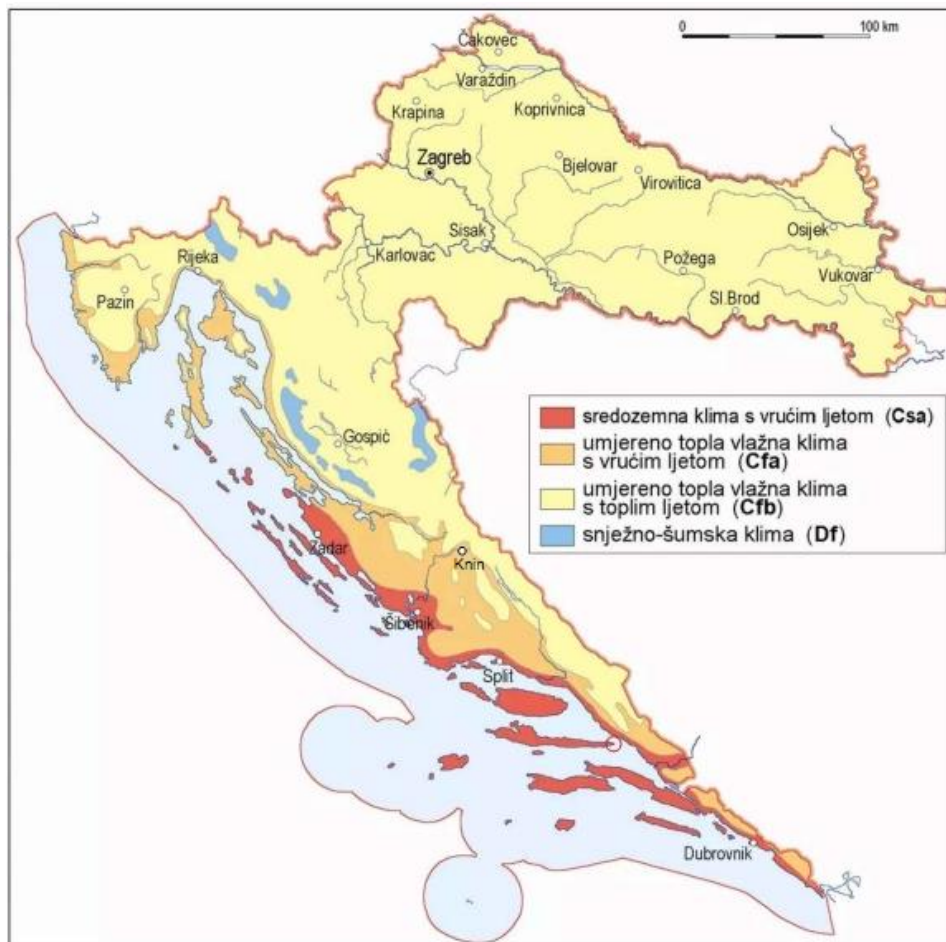 0 100 km
Čakovec
Varaždin
Krapina
Koprivnica
Zagreb
Bjelovar
Virovitica
Sisak
Osijek
Karlovac
Rijeka
Požega
Vukovar
Pazin
Sl.Brod
Gospić
Zadar
Knin
Šibenik
Split
Dubrovnik
sredozemna klima s vrućim ljetom (Csa)
umjereno topla vlažna klima
s vrućim ljetom (Cfa)
umjereno topla vlažna klima
s toplim ljetom (Cfb)
snježno-šumska klima (Df)